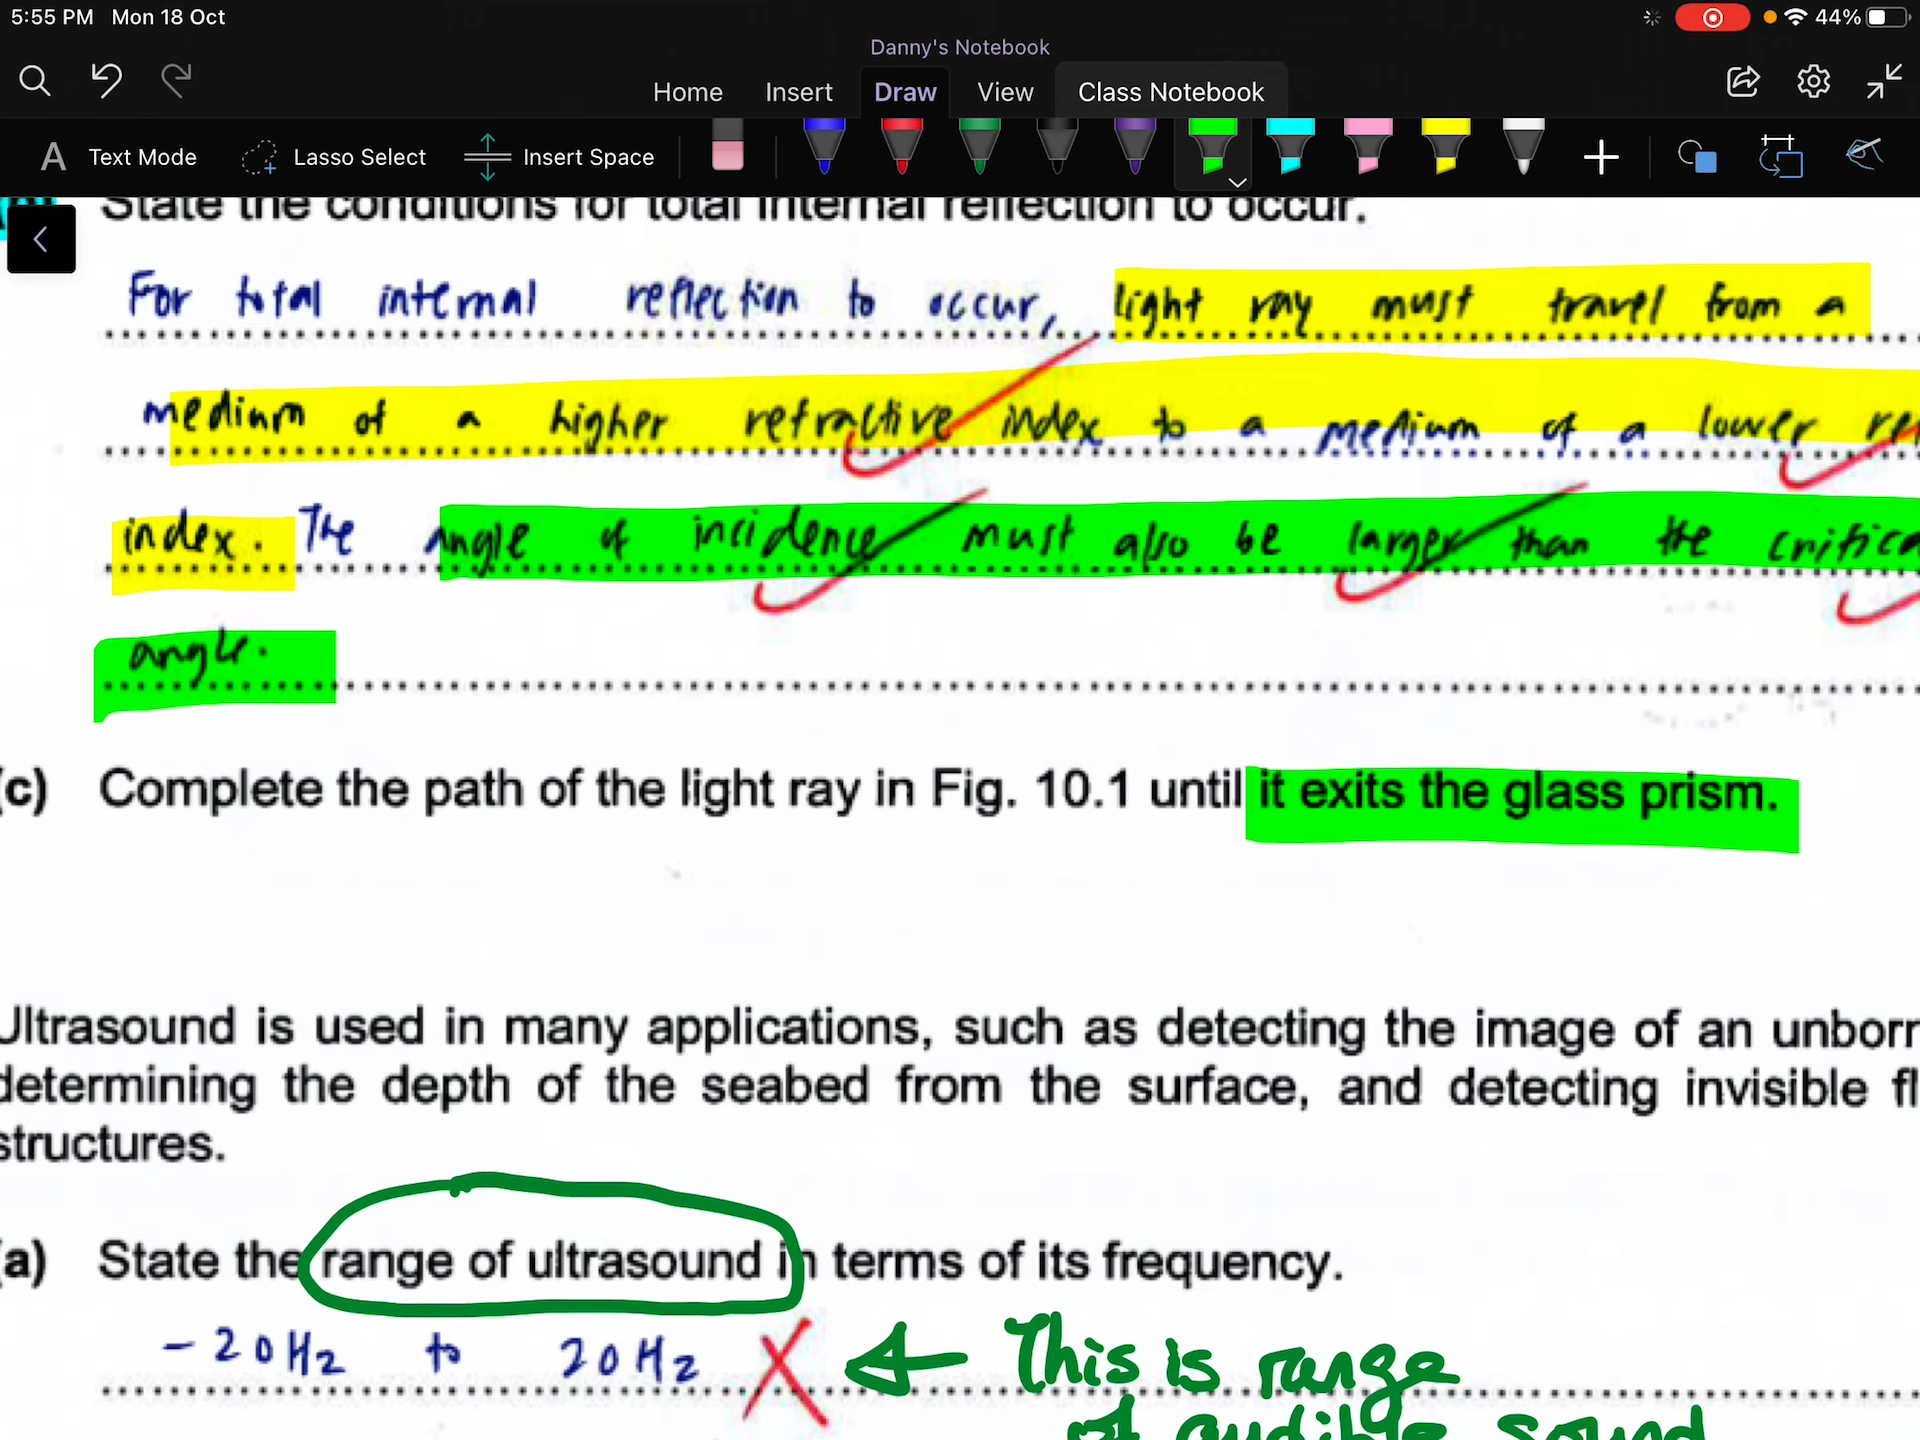 5:55 PM Mon 18 Oct
44%
Danny's Notebook
Home Insert Draw View Class Notebook
A Text Mode Lasso Select Insert Space
State the conditions for total internal reflection to occur.
For total internal reflection to occur, light ray must travel from a
medium of a higher refractive index to a medium of a lower re
index. The angle of incidence must also be larger than the critica
angle.
(c) Complete the path of the light ray in Fig. 10.1 until it exits the glass prism.
Ultrasound is used in many applications, such as detecting the image of an unborn
determining the depth of the seabed from the surface, and detecting invisible fl
structures.
(a) State the range of ultrasound in terms of its frequency.
- 20Hz to 20Hz X This is range
of audible sound